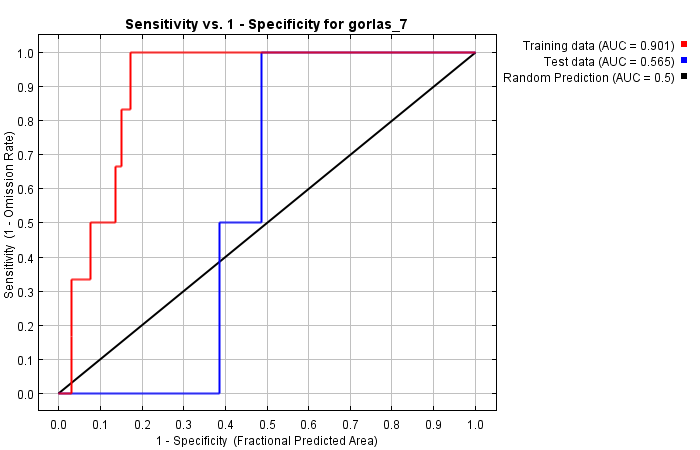 Sensitivity vs. 1 - Specificity for gorlas_7
Training data (AUC = 0.901)
Test data (AUC = 0.565)
Random Prediction (AUC = 0.5)
Sensitivity (1 - Omission Rate)
1.0
0.9
0.8
0.7
0.6
0.5
0.4
0.3
0.2
0.1
0.0
0.0 0.1 0.2 0.3 0.4 0.5 0.6 0.7 0.8 0.9 1.0
1 - Specificity (Fractional Predicted Area)